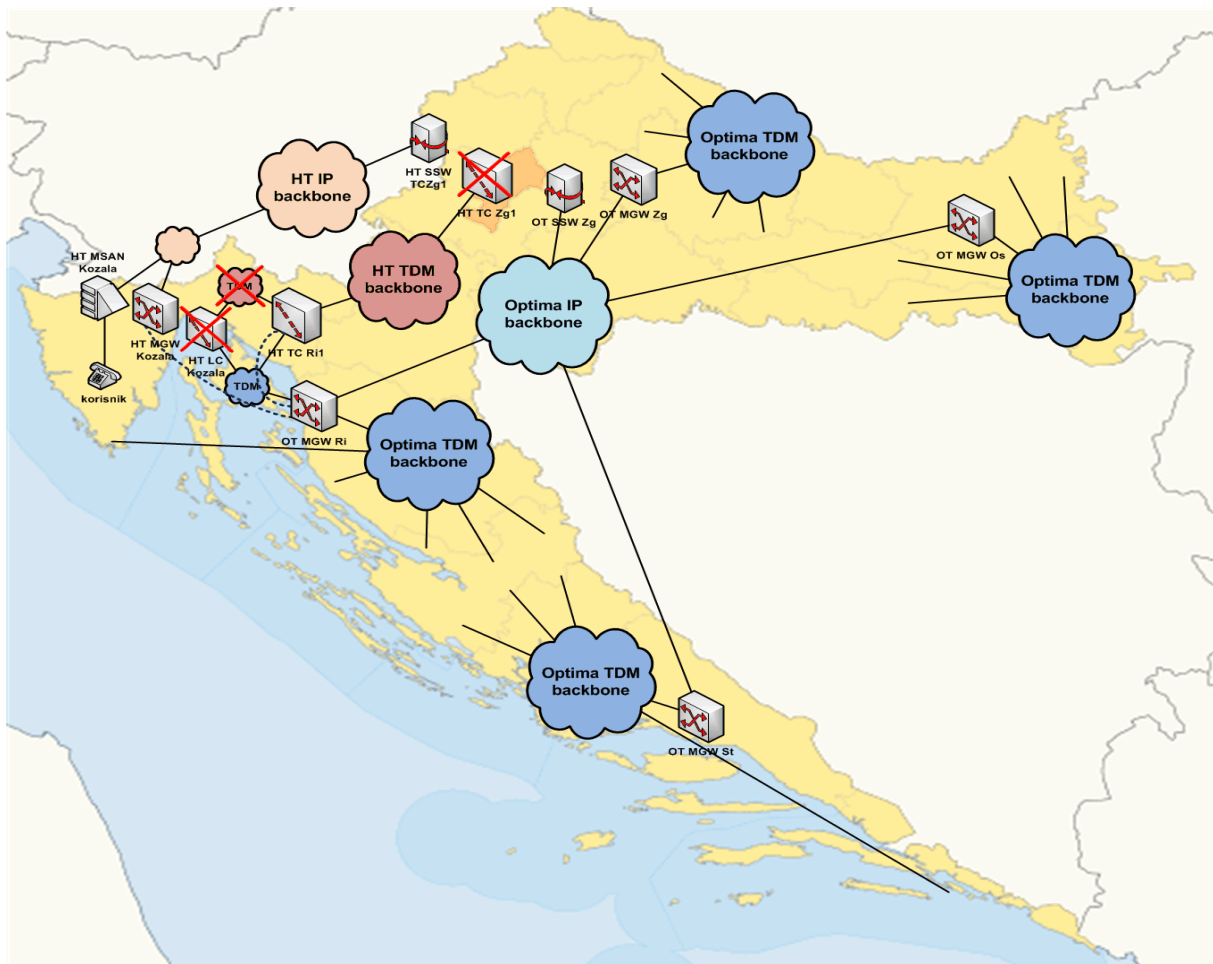 Optima TDM
backbone
HT SSW
TCZg1
HT IP
backbone
HT TC Zg1
OT SSW Zg
OT MGW Zg
OT MGW Os
HT MSAN
Kozala
HT TDM
backbone
Optima TDM
backbone
TDM
Optima IP
backbone
HT MGW
Kozala
HT LC
Kozala
HT TC Ri1
TDM
korisnik
OT MGW Ri
Optima TDM
backbone
Optima TDM
backbone
OT MGW St